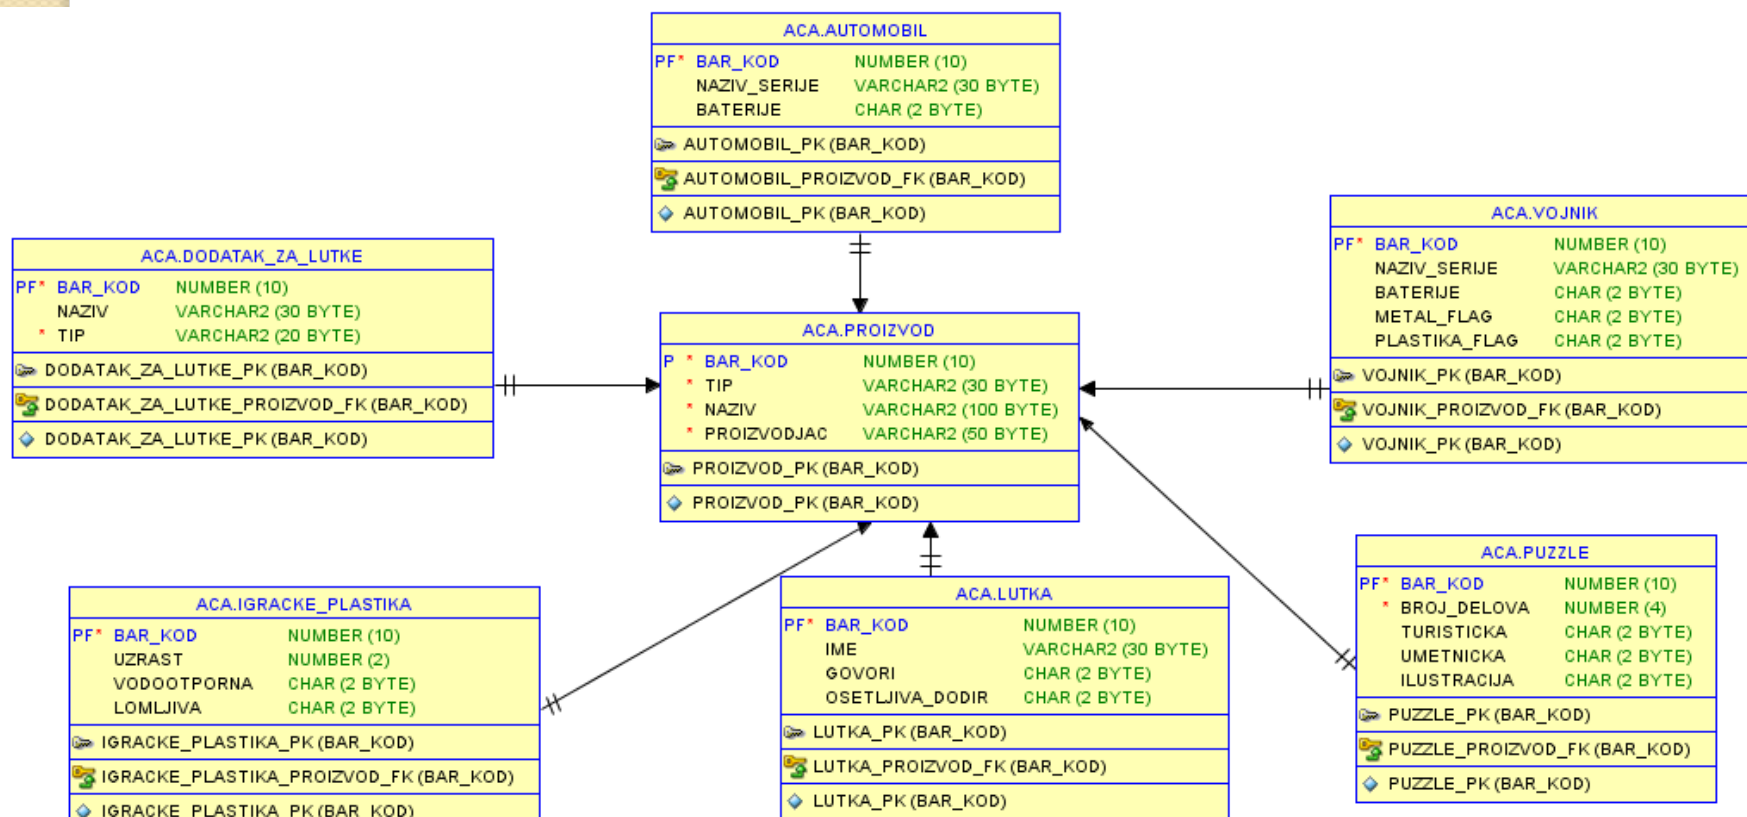 ACA.AUTOMOBIL
PF* BAR_KOD NUMBER (10)
NAZIV_SERIJE VARCHAR2 (30 BYTE)
BATERIJE CHAR (2 BYTE)
AUTOMOBIL_PK (BAR_KOD)
AUTOMOBIL_PROIZVOD_FK (BAR_KOD)
AUTOMOBIL_PK (BAR_KOD)
ACA.DODATAK_ZA_LUTKE
PF* BAR_KOD NUMBER (10)
NAZIV VARCHAR2 (30 BYTE)
* TIP VARCHAR2 (20 BYTE)
DODATAK_ZA_LUTKE_PK (BAR_KOD)
DODATAK_ZA_LUTKE_PROIZVOD_FK (BAR_KOD)
DODATAK_ZA_LUTKE_PK (BAR_KOD)
ACA.PROIZVOD
P * BAR_KOD NUMBER (10)
* TIP VARCHAR2 (30 BYTE)
* NAZIV VARCHAR2 (100 BYTE)
* PROIZVODJAC VARCHAR2 (50 BYTE)
PROIZVOD_PK (BAR_KOD)
PROIZVOD_PK (BAR_KOD)
ACA.VOJNIK
PF* BAR_KOD NUMBER (10)
NAZIV_SERIJE VARCHAR2 (30 BYTE)
BATERIJE CHAR (2 BYTE)
METAL_FLAG CHAR (2 BYTE)
PLASTIKA_FLAG CHAR (2 BYTE)
VOJNIK_PK (BAR_KOD)
VOJNIK_PROIZVOD_FK (BAR_KOD)
VOJNIK_PK (BAR_KOD)
ACA.IGRACKE_PLASTIKA
PF* BAR_KOD NUMBER (10)
UZRAST NUMBER (2)
VODOOTPORNA CHAR (2 BYTE)
LOMLJIVA CHAR (2 BYTE)
IGRACKE_PLASTIKA_PK (BAR_KOD)
IGRACKE_PLASTIKA_PROIZVOD_FK (BAR_KOD)
IGRACKE_PLASTIKA_PK (BAR_KOD)
ACA.LUTKA
PF* BAR_KOD NUMBER (10)
IME VARCHAR2 (30 BYTE)
GOVORI CHAR (2 BYTE)
OSETLJIVA_DODIR CHAR (2 BYTE)
LUTKA_PK (BAR_KOD)
LUTKA_PROIZVOD_FK (BAR_KOD)
LUTKA_PK (BAR_KOD)
ACA.PUZZLE
PF* BAR_KOD NUMBER (10)
* BROJ_DELOVA NUMBER (4)
TURISTICKA CHAR (2 BYTE)
UMETNICKA CHAR (2 BYTE)
ILUSTRACIJA CHAR (2 BYTE)
PUZZLE_PK (BAR_KOD)
PUZZLE_PROIZVOD_FK (BAR_KOD)
PUZZLE_PK (BAR_KOD)